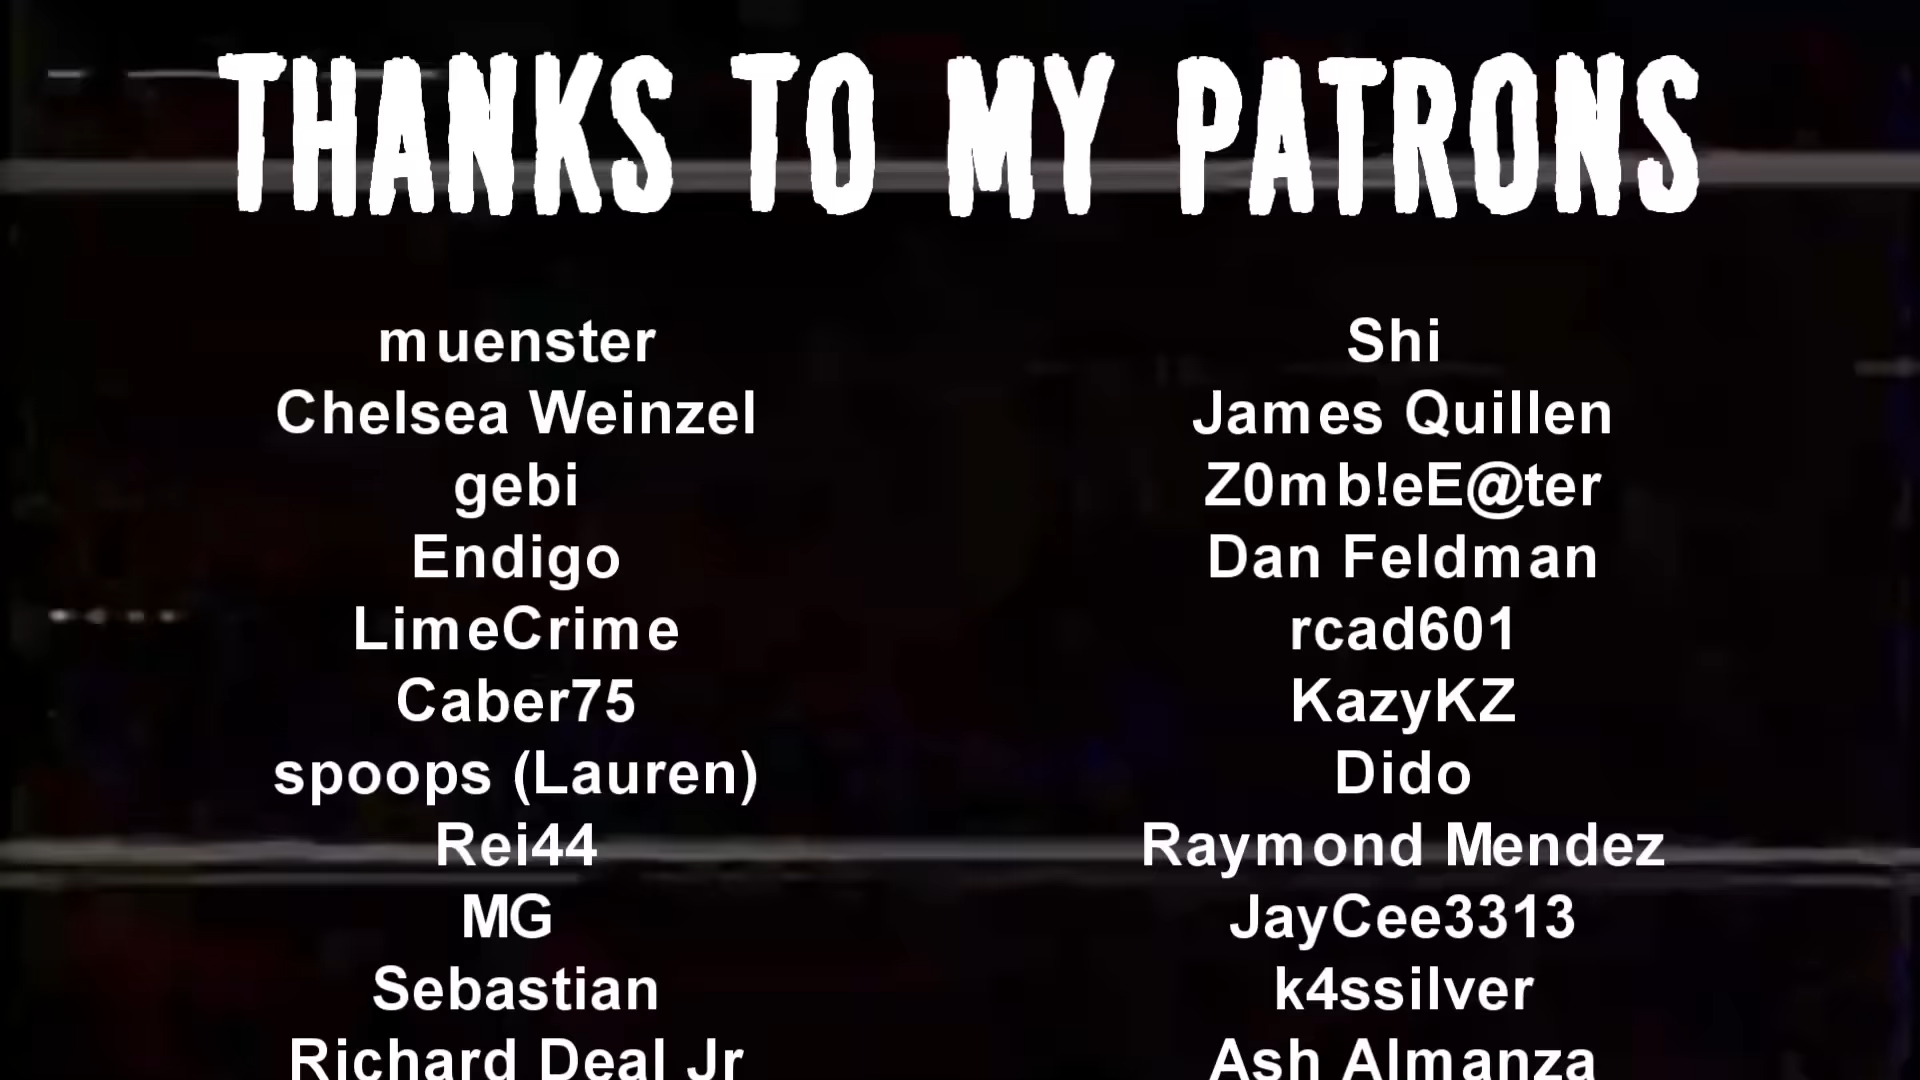 THANKS TO MY PATRONS
muenster
Chelsea Weinzel
gebi
Endigo
LimeCrime
Caber75
spoops (Lauren)
Rei44
MG
Sebastian
Richard Deal Jr
Shi
James Quillen
Z0mb!eE@ter
Dan Feldman
rcad601
KazyKZ
Dido
Raymond Mendez
JayCee3313
k4ssilver
Ash Almanza